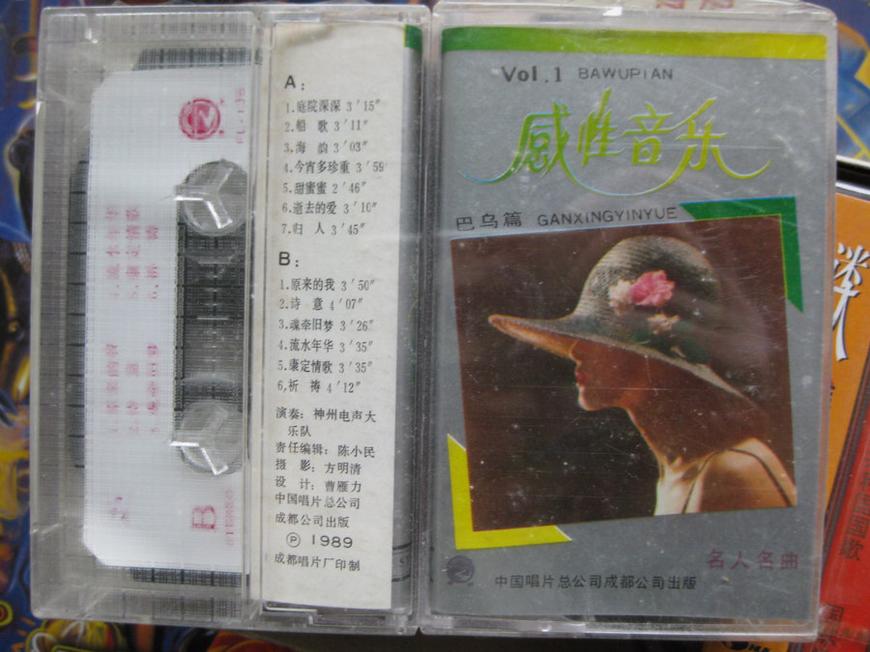 A:
1.庭院深深 3′15″
2.船 歌 3′11″
3,海 韵 3′03″
4.今宵多珍重 3′59
5.甜蜜蜜 2′46″
6.逝去的爱 3′10″
7.归 人 3′45″
B:
1.原来的我 3′50″
2.诗 意 4′07″
3.魂牵旧梦 3′26″
4.流水年华 3′35″
5.康定情歌 3′35″
6,祈 祷 4′12″
演奏: 神州电声大
乐队
责任编辑: 陈小民
摄 影: 方明清
设 计: 曹雁力
中国唱片总公司
成都公司出版
Ⓟ 1989
成都唱片厂印制
B
Vol.1 BAWUPIAN
感惟音乐
巴乌篇 GANXINGYINYUE
名人名曲
中国唱片总公司成都公司出版